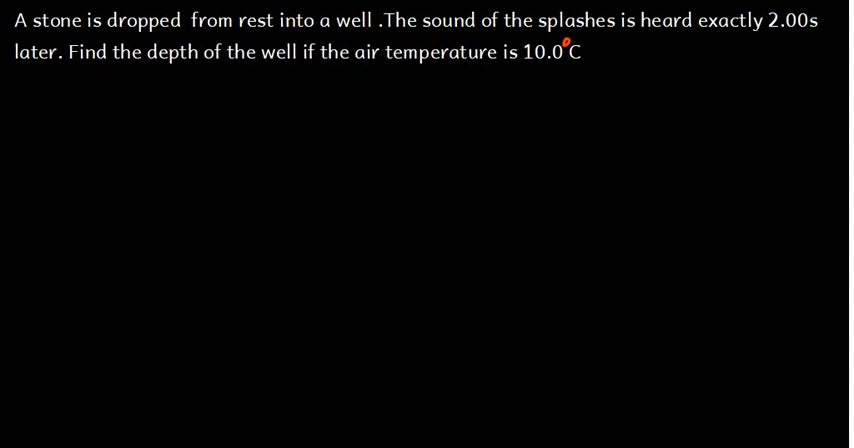 A stone is dropped from rest into a well .The sound of the splashes is heard exactly 2.00s
later. Find the depth of the well if the air temperature is 10.0°C